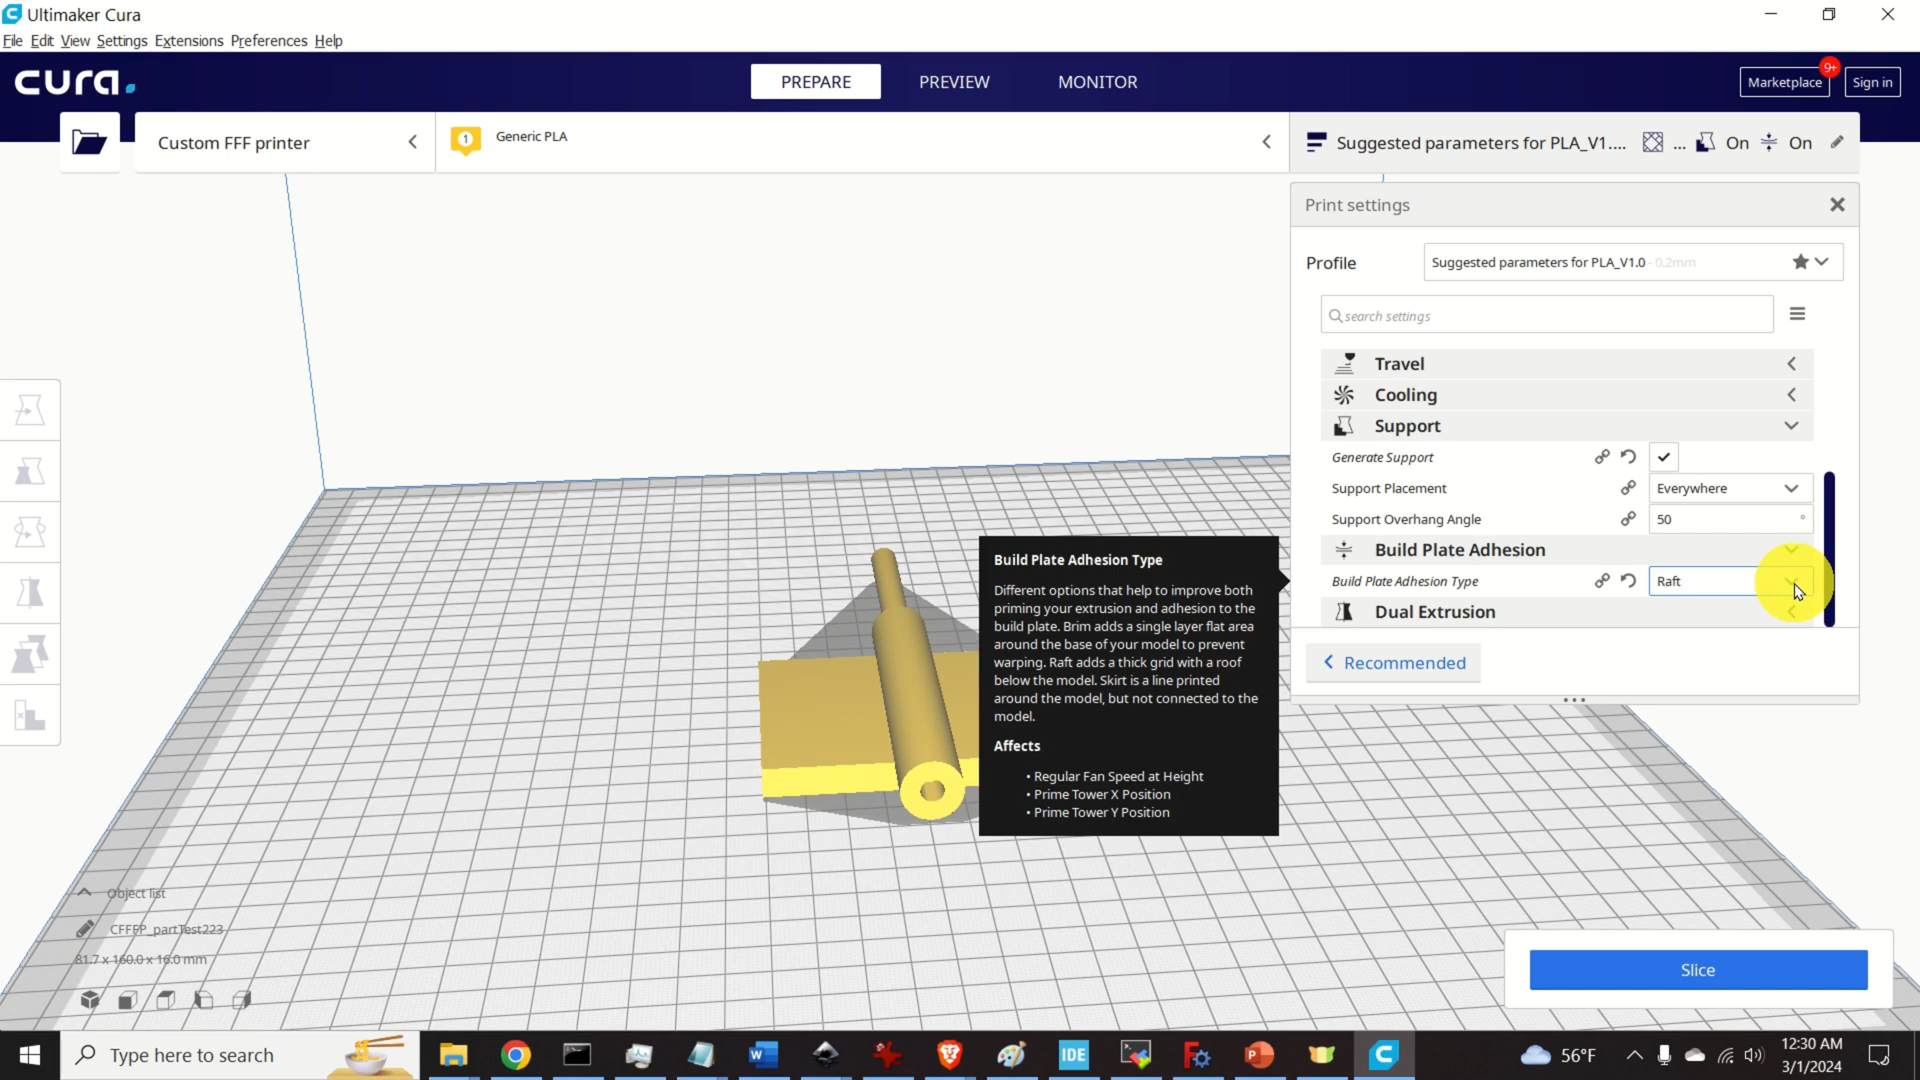 Ultimaker Cura
File Edit View Settings Extensions Preferences Help
cura.
PREPARE PREVIEW MONITOR
Marketplace 9+ Sign in
Custom FFF printer
1 Generic PLA
Suggested parameters for PLA_V1.... ... On On
Print settings
Profile Suggested parameters for PLA_V1.0 - 0.2mm
search settings
Travel
Cooling
Support
Generate Support
Support Placement Everywhere
Support Overhang Angle 50 °
Build Plate Adhesion
Build Plate Adhesion Type Raft
Dual Extrusion
Recommended
Build Plate Adhesion Type
Different options that help to improve both
priming your extrusion and adhesion to the
build plate. Brim adds a single layer flat area
around the base of your model to prevent
warping. Raft adds a thick grid with a roof
below the model. Skirt is a line printed
around the model, but not connected to the
model.
Affects
• Regular Fan Speed at Height
• Prime Tower X Position
• Prime Tower Y Position
Object list
CFFFP_partTest223
81.7 x 160.0 x 16.0 mm
Slice
Type here to search
IDE
56°F
12:30 AM
3/1/2024